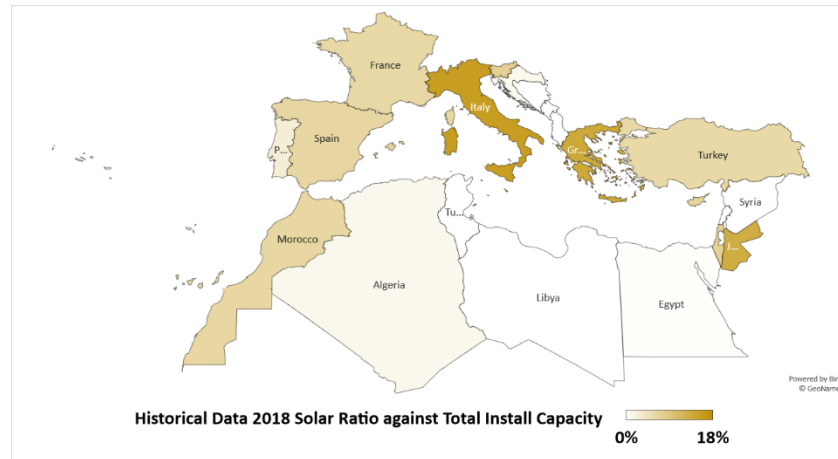 France
Italy
P...
Spain
Gr...
Turkey
Syria
Tu...
J...
Morocco
Algeria
Libya
Egypt
Powered by Bin
© GeoName
Historical Data 2018 Solar Ratio against Total Install Capacity
0% 18%